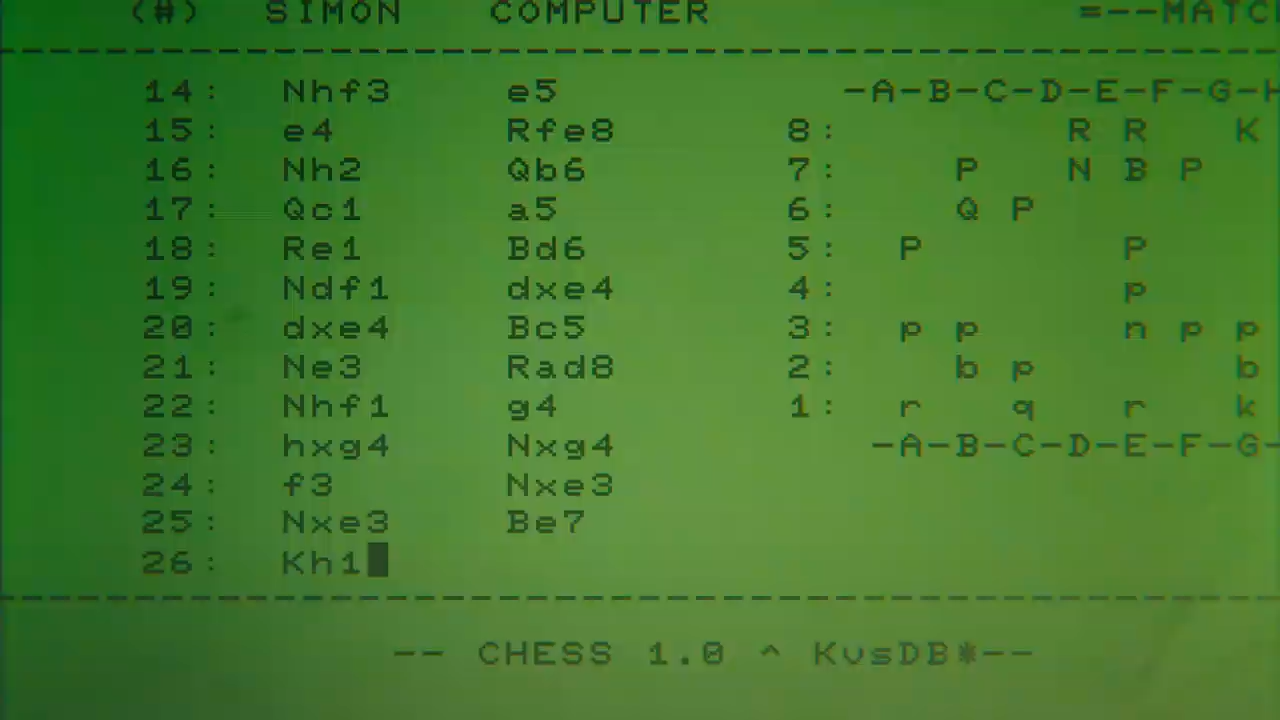 (#) SIMON COMPUTER =--MATC
14: Nhf3 e5 -A-B-C-D-E-F-G-H
15: e4 Rfe8 8: R R K
16: Nh2 Qb6 7: P N B P
17: Qc1 a5 6: Q P
18: Re1 Bd6 5: P P
19: Ndf1 dxe4 4: p
20: dxe4 Bc5 3: p p n p p
21: Ne3 Rad8 2: b p b
22: Nhf1 g4 1: r q r k
23: hxg4 Nxg4 -A-B-C-D-E-F-G-
24: f3 Nxe3
25: Nxe3 Be7
26: Kh1
-- CHESS 1.0 ^ KvsDB*--